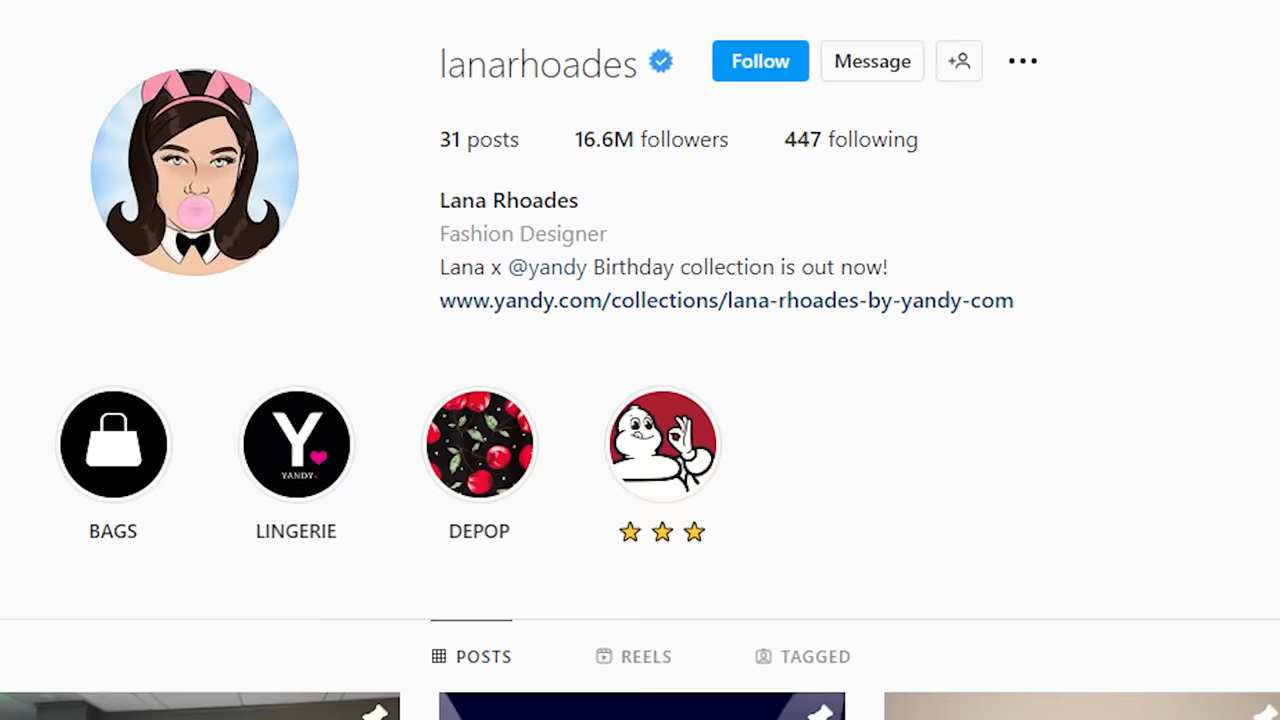 lanarhoades
Follow
Message
31 posts
16.6M followers
447 following
Lana Rhoades
Fashion Designer
Lana x @yandy Birthday collection is out now!
www.yandy.com/collections/lana-rhoades-by-yandy-com
Y
YANDY.
BAGS
LINGERIE
DEPOP
POSTS
REELS
TAGGED